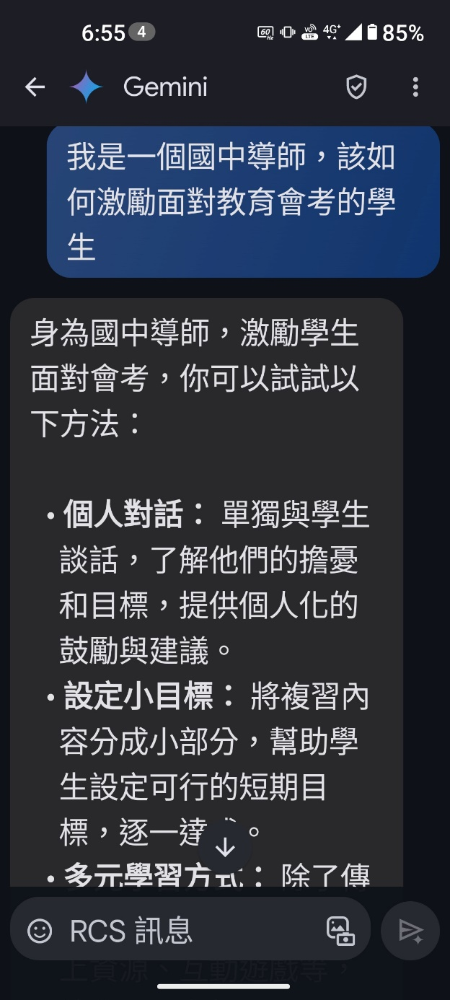 6:55 4 60 Hz VO LTE 4G+ 85%
Gemini
我是一個國中導師，該如
何激勵面對教育會考的學
生
身為國中導師，激勵學生
面對會考，你可以試試以
下方法：
• 個人對話： 單獨與學生
談話，了解他們的擔憂
和目標，提供個人化的
鼓勵與建議。
• 設定小目標： 將複習內
容分成小部分，幫助學
生設定可行的短期目
標，逐一達。
• 多元學習方式： 除了傳
RCS 訊息
上資源、互動遊戲等，